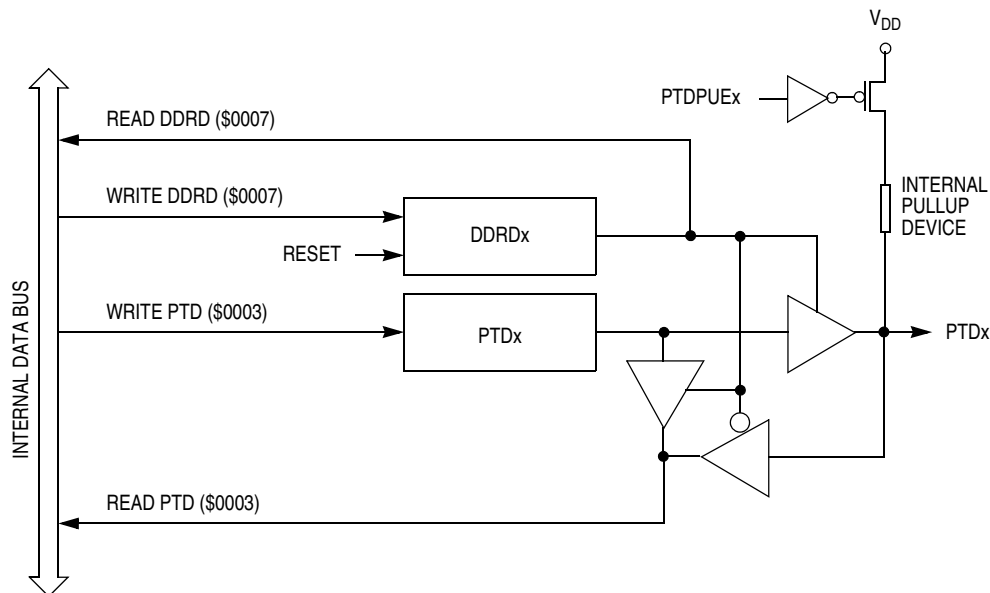 VDD
PTDPUEx
READ DDRD ($0007)
WRITE DDRD ($0007)
INTERNAL
PULLUP
DEVICE
DDRDx
RESET
WRITE PTD ($0003)
PTDx
PTDx
INTERNAL DATA BUS
READ PTD ($0003)